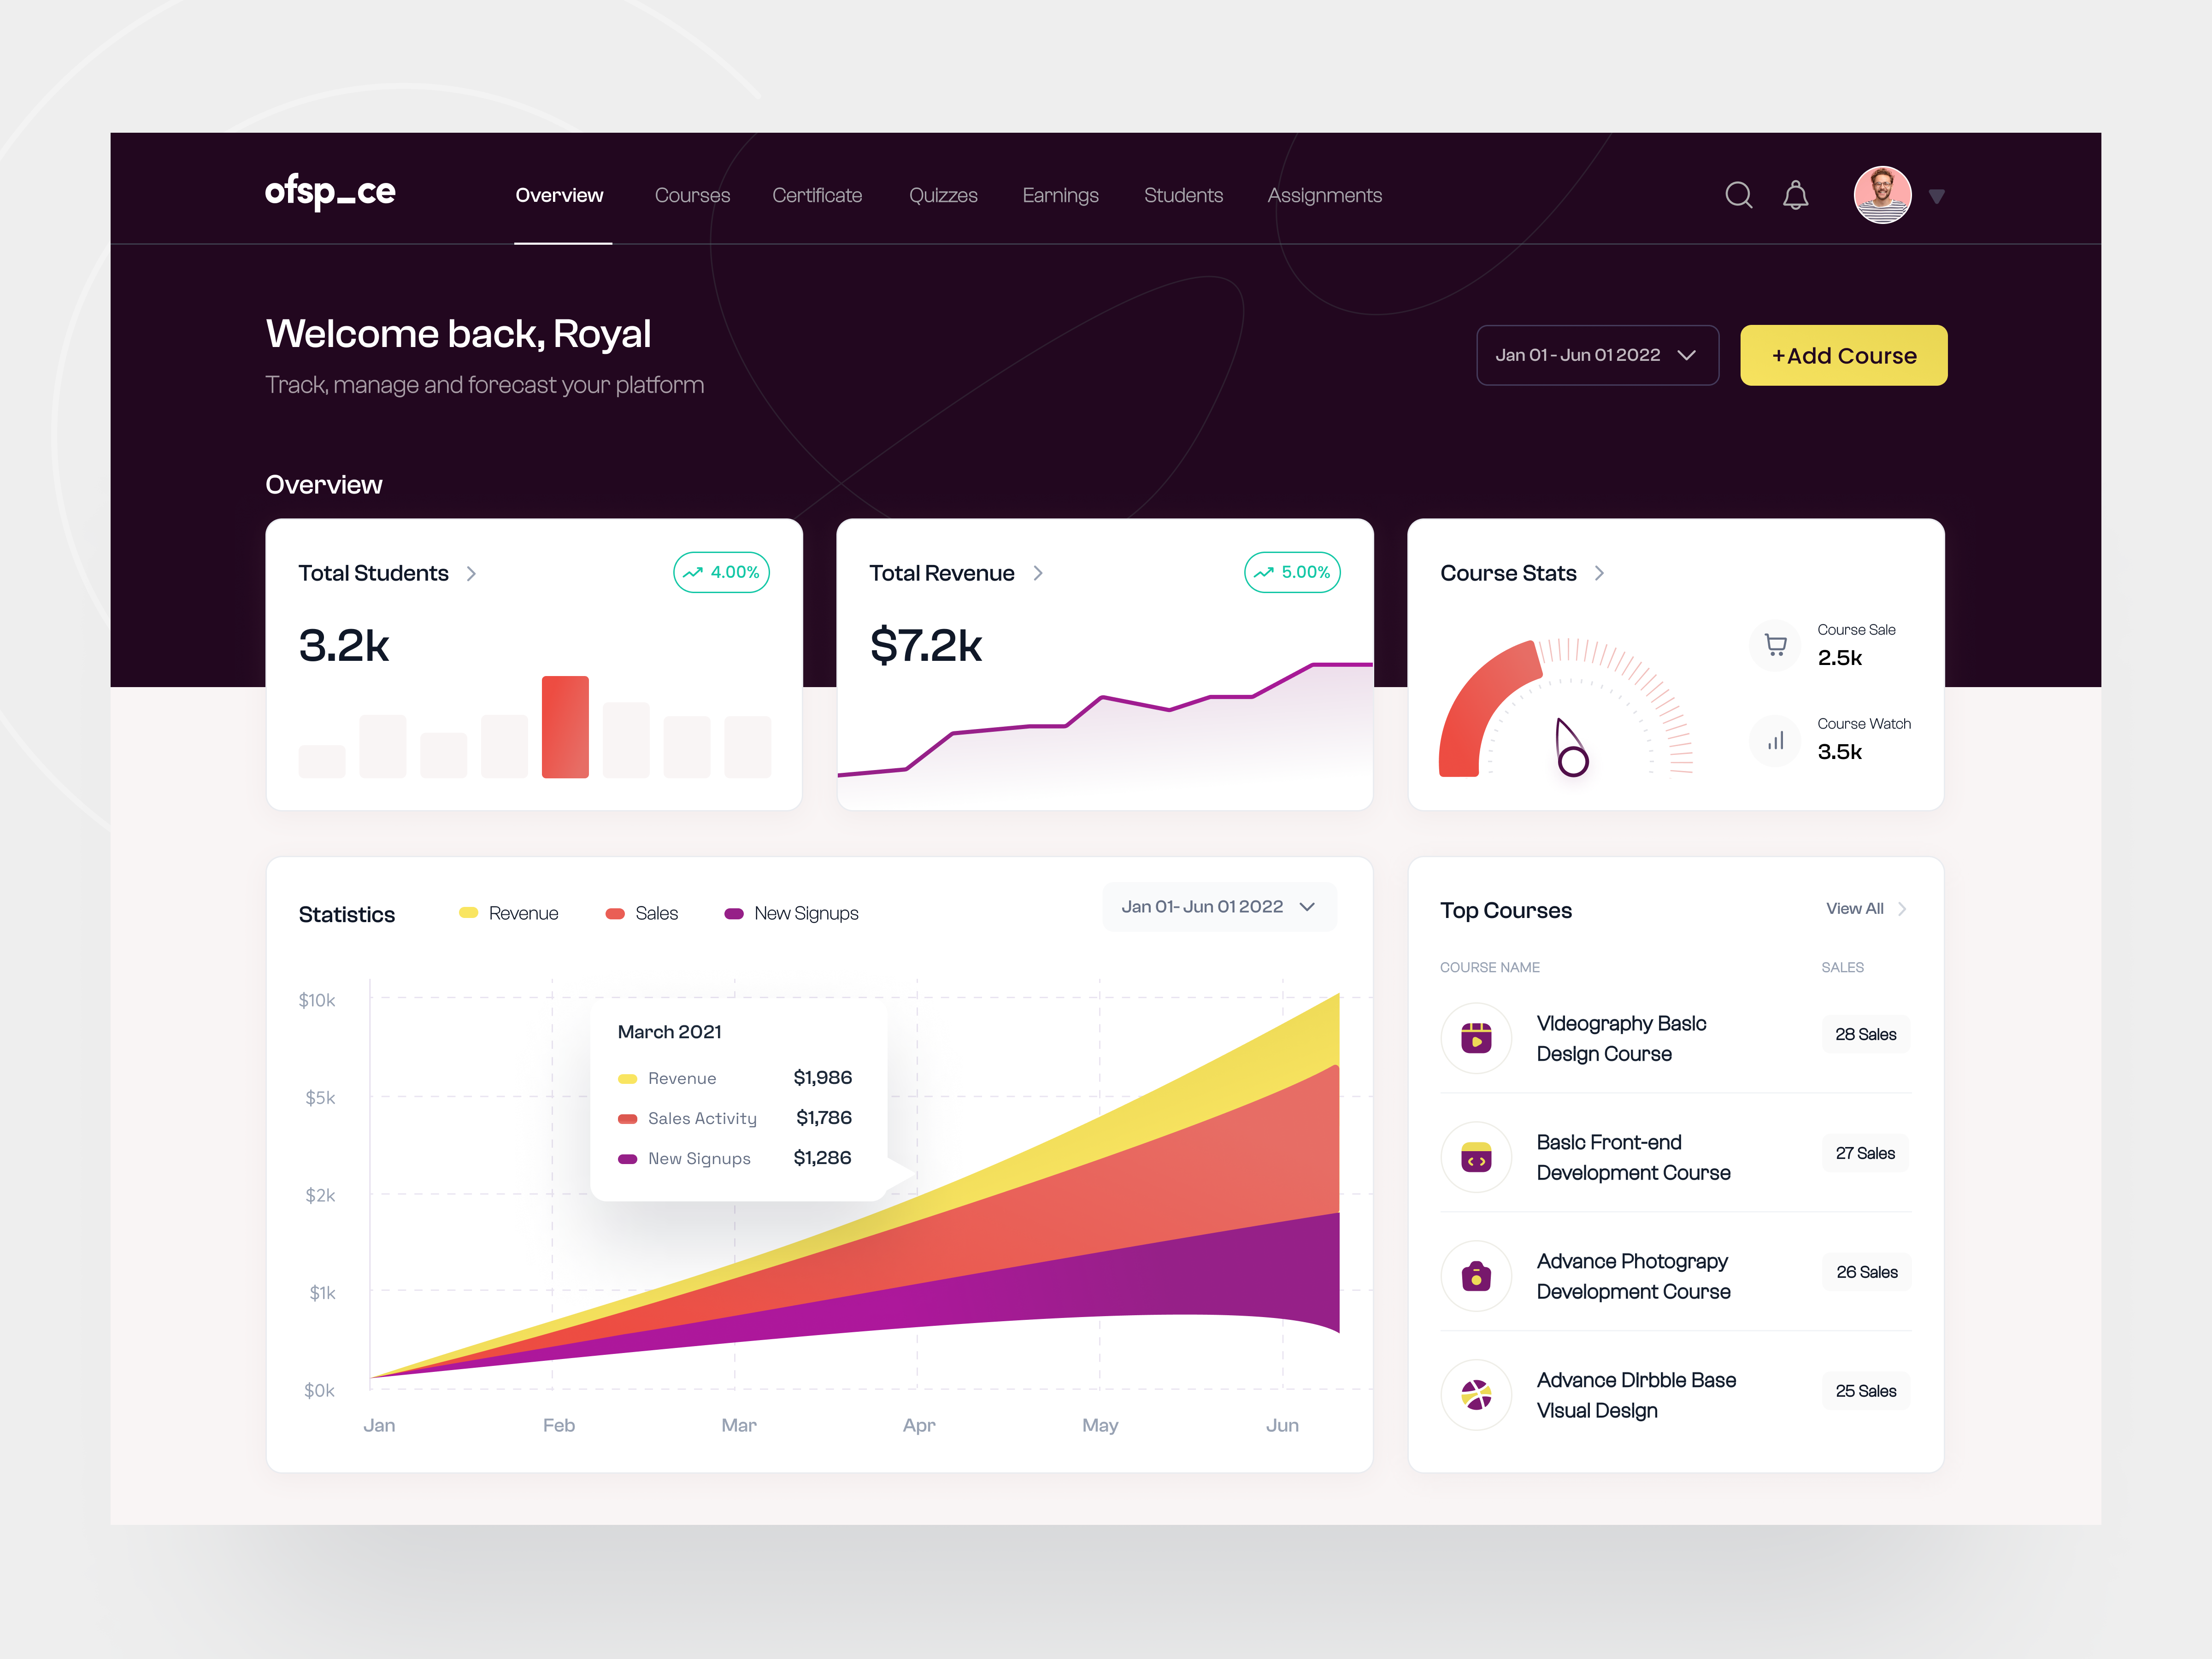 ofsp_ce
Overview
Courses
Certificate
Quizzes
Earnings
Students
Assignments
Welcome back, Royal
Track, manage and forecast your platform
Jan 01 - Jun 01 2022
+Add Course
Overview
Total Students
4.00%
3.2k
Total Revenue
5.00%
$7.2k
Course Stats
Course Sale
2.5k
Course Watch
3.5k
Statistics
Revenue
Sales
New Signups
Jan 01- Jun 01 2022
$10k
$5k
$2k
$1k
$0k
March 2021
Revenue $1,986
Sales Activity $1,786
New Signups $1,286
Jan
Feb
Mar
Apr
May
Jun
Top Courses
View All
COURSE NAME
SALES
Videography Basic
Design Course
28 Sales
Basic Front-end
Development Course
27 Sales
Advance Photograpy
Development Course
26 Sales
Advance Dirbble Base
Visual Design
25 Sales